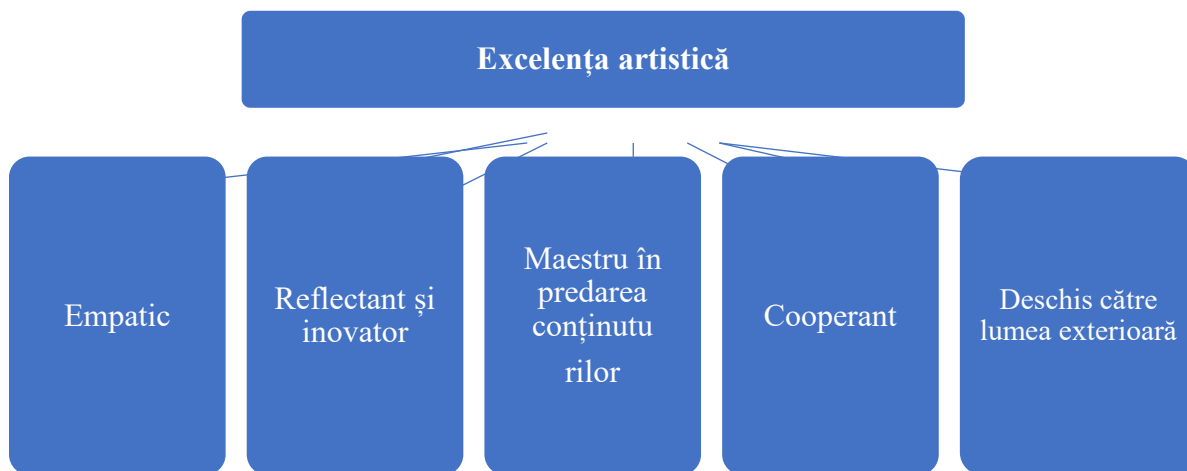 Excelența artistică
Empatic
Reflectant și
inovator
Maestru în
predarea
conținutu
rilor
Cooperant
Deschis către
lumea exterioară